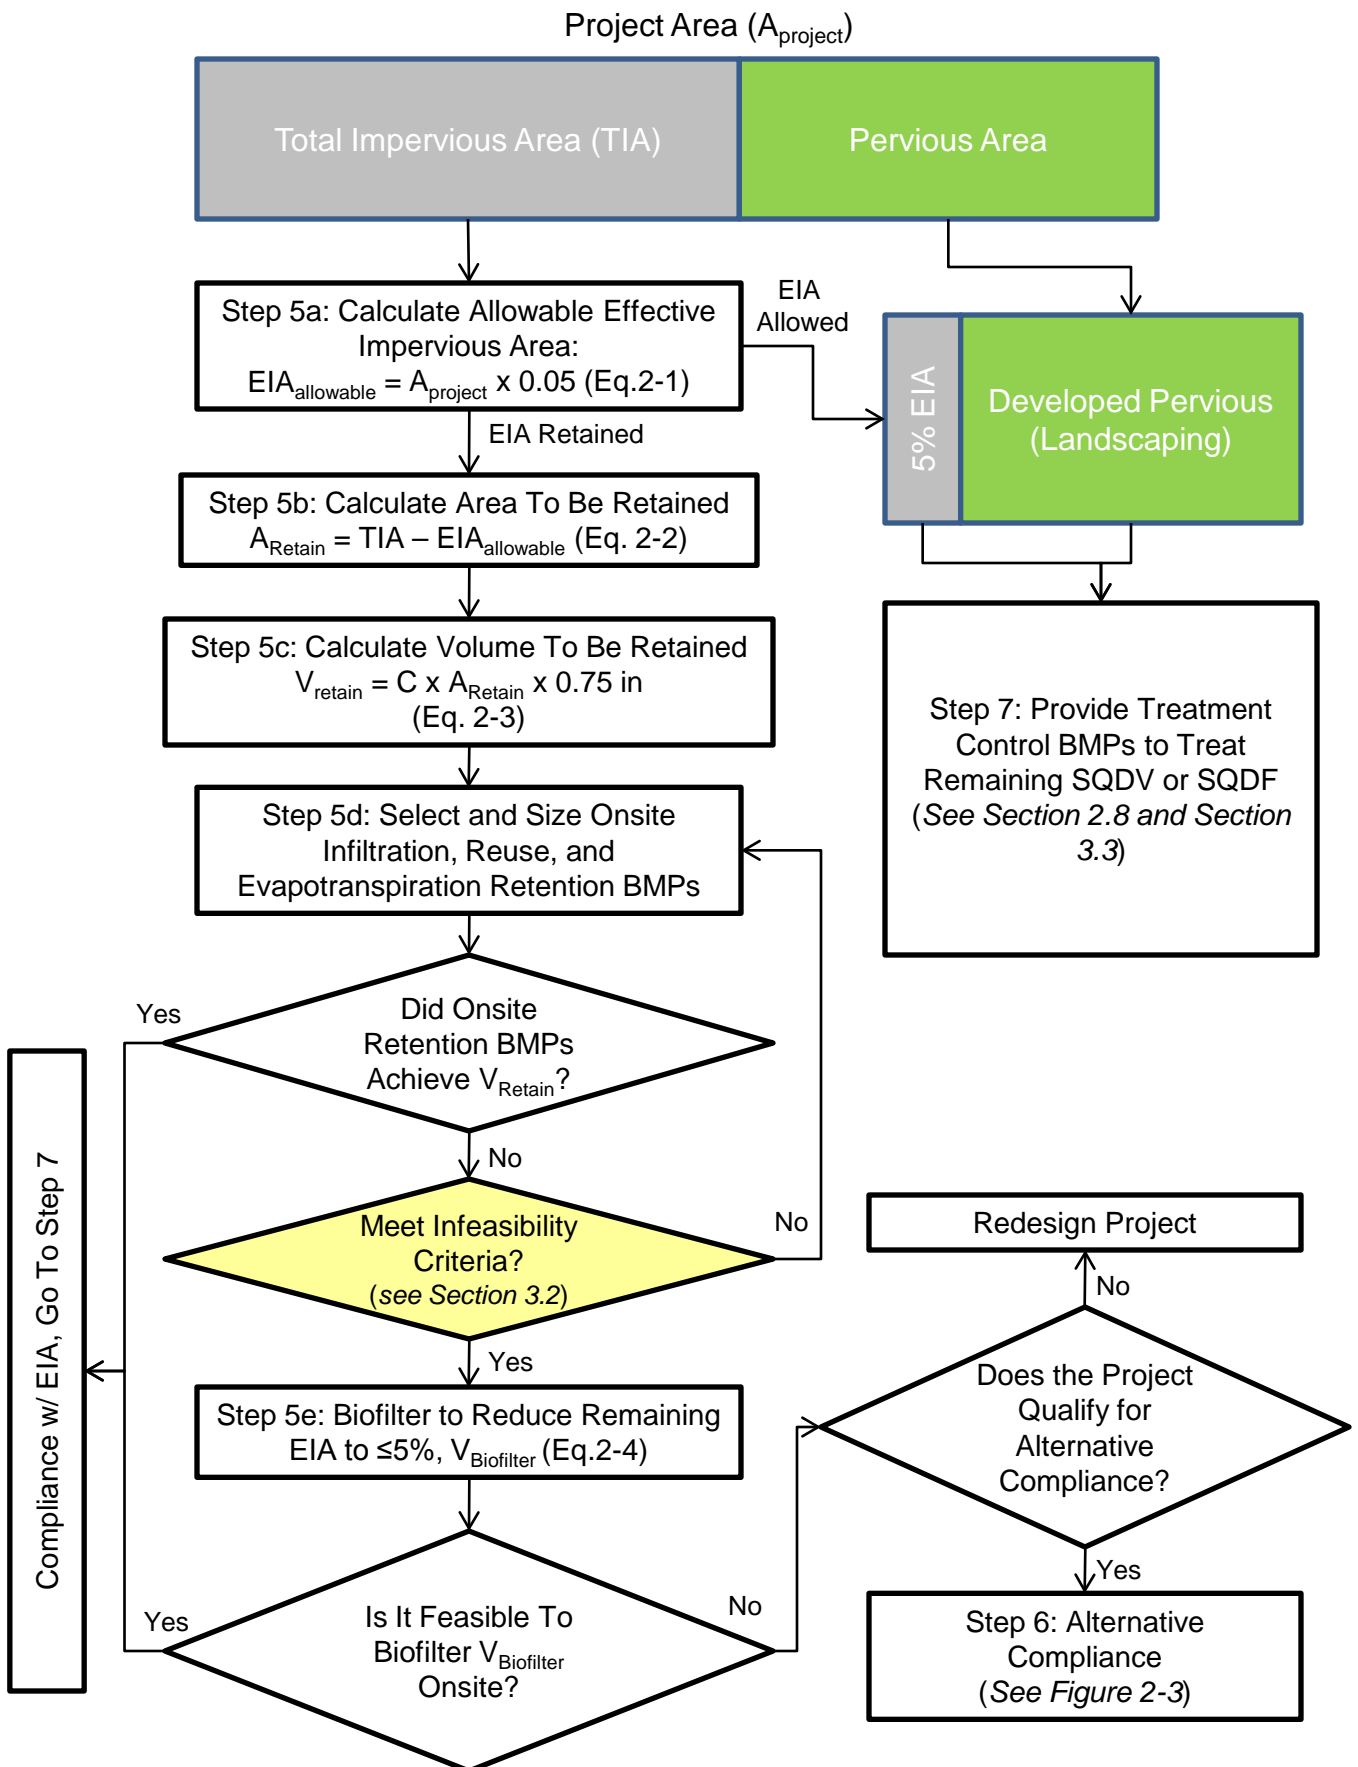 Project Area (Aproject)
Total Impervious Area (TIA)
Pervious Area
Step 5a: Calculate Allowable Effective
Impervious Area:
EIAallowable = Aproject x 0.05 (Eq.2-1)
EIA
Allowed
5% EIA
Developed Pervious
(Landscaping)
EIA Retained
Step 5b: Calculate Area To Be Retained
ARetain = TIA – EIAallowable (Eq. 2-2)
Step 5c: Calculate Volume To Be Retained
Vretain = C x ARetain x 0.75 in
(Eq. 2-3)
Step 7: Provide Treatment
Control BMPs to Treat
Remaining SQDV or SQDF
(See Section 2.8 and Section
3.3)
Step 5d: Select and Size Onsite
Infiltration, Reuse, and
Evapotranspiration Retention BMPs
Yes
Did Onsite
Retention BMPs
Achieve VRetain?
No
Compliance w/ EIA, Go To Step 7
Meet Infeasibility
Criteria?
(see Section 3.2)
No
Yes
Redesign Project
No
Does the Project
Qualify for
Alternative
Compliance?
Yes
Step 5e: Biofilter to Reduce Remaining
EIA to ≤5%, VBiofilter (Eq.2-4)
Yes
Is It Feasible To
Biofilter VBiofilter
Onsite?
No
Step 6: Alternative
Compliance
(See Figure 2-3)